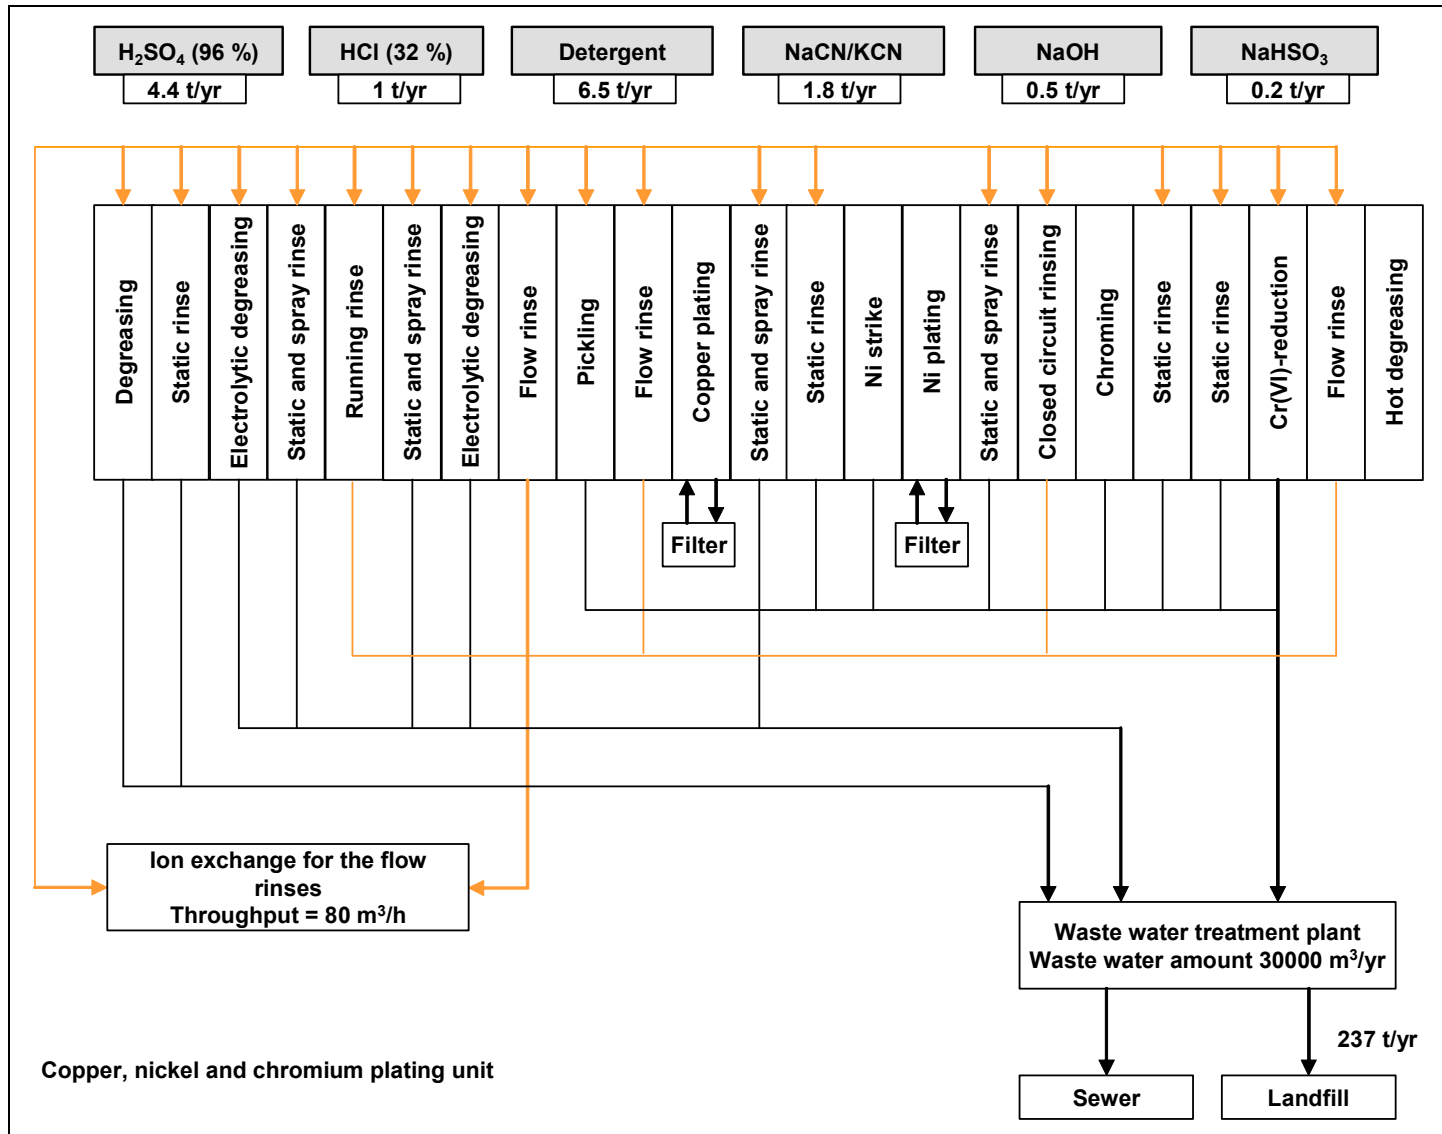 H₂SO₄ (96 %)
4.4 t/yr
HCl (32 %)
1 t/yr
Detergent
6.5 t/yr
NaCN/KCN
1.8 t/yr
NaOH
0.5 t/yr
NaHSO₃
0.2 t/yr
Degreasing
Static rinse
Electrolytic degreasing
Static and spray rinse
Running rinse
Static and spray rinse
Electrolytic degreasing
Flow rinse
Pickling
Flow rinse
Copper plating
Static and spray rinse
Static rinse
Ni strike
Ni plating
Static and spray rinse
Closed circuit rinsing
Chroming
Static rinse
Static rinse
Cr(VI)-reduction
Flow rinse
Hot degreasing
Filter
Filter
Ion exchange for the flow
rinses
Throughput = 80 m³/h
Waste water treatment plant
Waste water amount 30000 m³/yr
237 t/yr
Copper, nickel and chromium plating unit
Sewer
Landfill